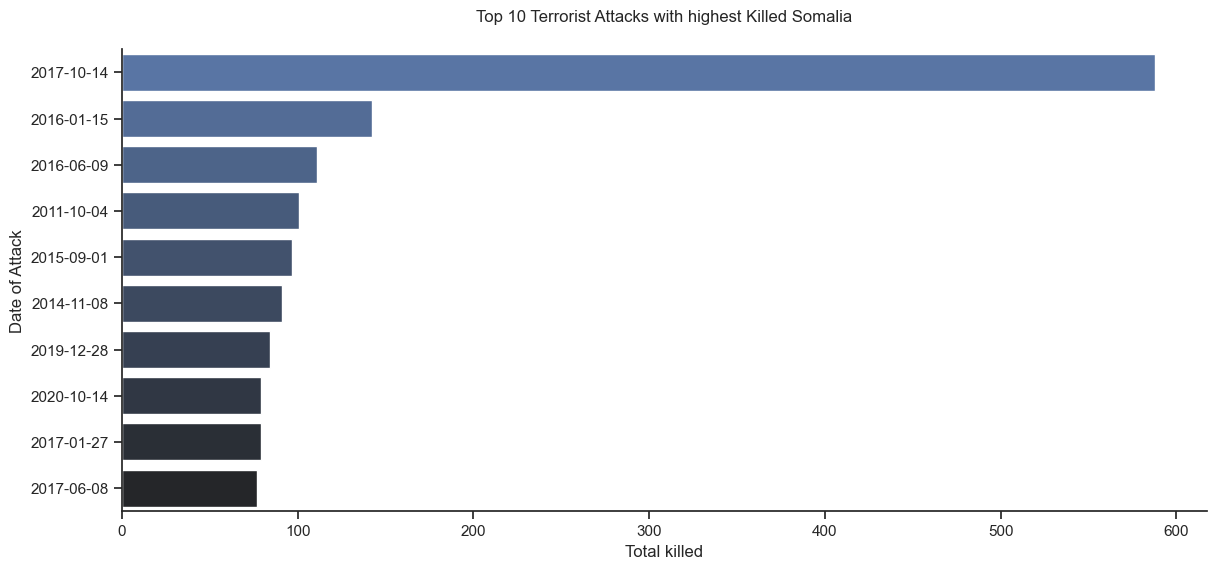 Top 10 Terrorist Attacks with highest Killed Somalia
Date of Attack
2017-10-14
2016-01-15
2016-06-09
2011-10-04
2015-09-01
2014-11-08
2019-12-28
2020-10-14
2017-01-27
2017-06-08
0 100 200 300 400 500 600
Total killed